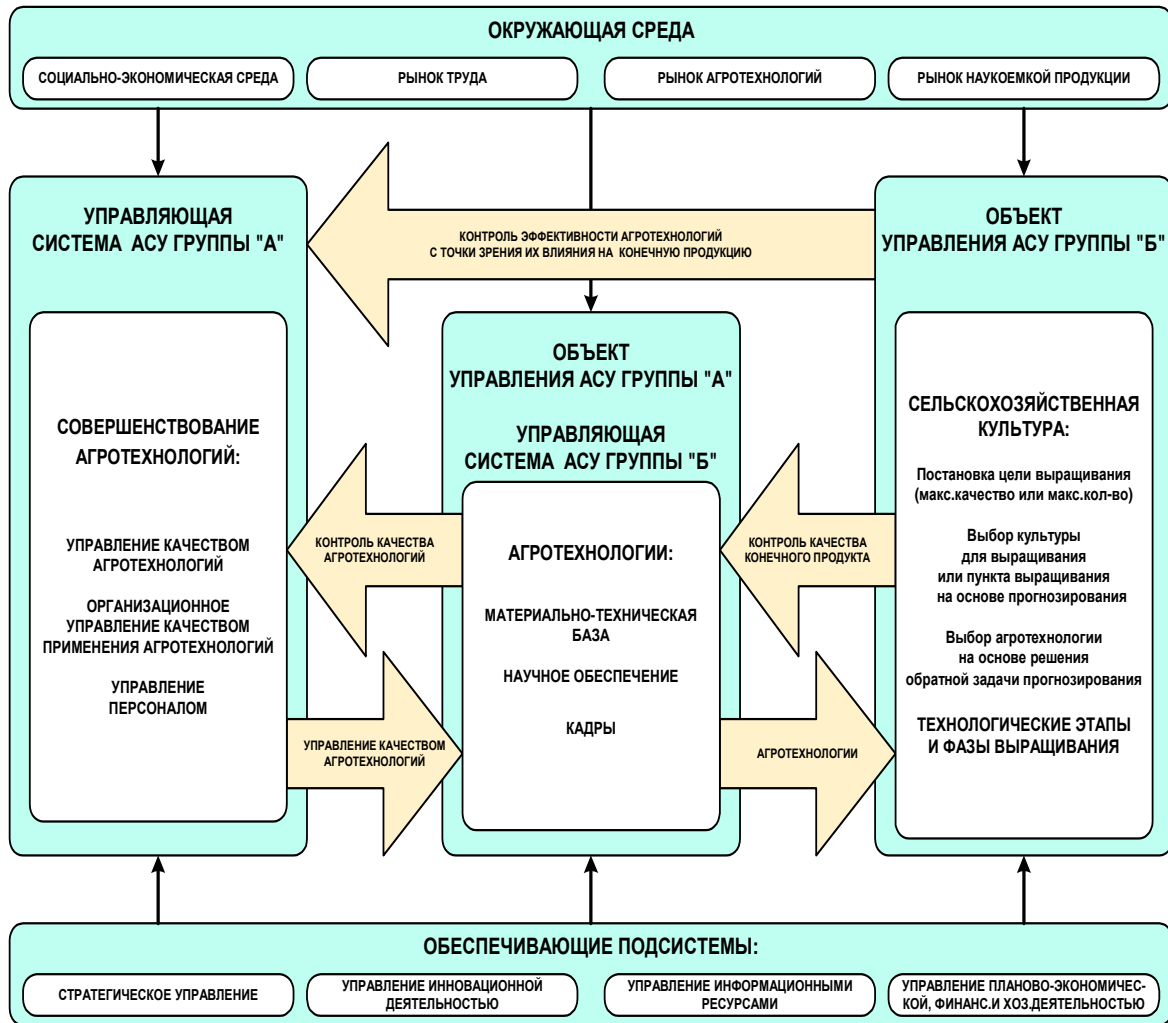 ОКРУЖАЮЩАЯ СРЕДА
СОЦИАЛЬНО-ЭКОНОМИЧЕСКАЯ СРЕДА
РЫНОК ТРУДА
РЫНОК АГРОТЕХНОЛОГИЙ
РЫНОК НАУКОЕМКОЙ ПРОДУКЦИИ
УПРАВЛЯЮЩАЯ
СИСТЕМА АСУ ГРУППЫ "А"
СОВЕРШЕНСТВОВАНИЕ
АГРОТЕХНОЛОГИЙ:
УПРАВЛЕНИЕ КАЧЕСТВОМ
АГРОТЕХНОЛОГИЙ
ОРГАНИЗАЦИОННОЕ
УПРАВЛЕНИЕ КАЧЕСТВОМ
ПРИМЕНЕНИЯ АГРОТЕХНОЛОГИЙ
УПРАВЛЕНИЕ
ПЕРСОНАЛОМ
КОНТРОЛЬ ЭФФЕКТИВНОСТИ АГРОТЕХНОЛОГИЙ
С ТОЧКИ ЗРЕНИЯ ИХ ВЛИЯНИЯ НА КОНЕЧНУЮ ПРОДУКЦИЮ
КОНТРОЛЬ КАЧЕСТВА
АГРОТЕХНОЛОГИЙ
УПРАВЛЕНИЕ КАЧЕСТВОМ
АГРОТЕХНОЛОГИЙ
ОБЪЕКТ
УПРАВЛЕНИЯ АСУ ГРУППЫ "А"
УПРАВЛЯЮЩАЯ
СИСТЕМА АСУ ГРУППЫ "Б"
АГРОТЕХНОЛОГИИ:
МАТЕРИАЛЬНО-ТЕХНИЧЕСКАЯ
БАЗА
НАУЧНОЕ ОБЕСПЕЧЕНИЕ
КАДРЫ
КОНТРОЛЬ КАЧЕСТВА
КОНЕЧНОГО ПРОДУКТА
АГРОТЕХНОЛОГИИ
ОБЪЕКТ
УПРАВЛЕНИЯ АСУ ГРУППЫ "Б"
СЕЛЬСКОХОЗЯЙСТВЕННАЯ
КУЛЬТУРА:
Постановка цели выращивания
(макс.качество или макс.кол-во)
Выбор культуры
для выращивания
или пункта выращивания
на основе прогнозирования
Выбор агротехнологии
на основе решения
обратной задачи прогнозирования
ТЕХНОЛОГИЧЕСКИЕ ЭТАПЫ
И ФАЗЫ ВЫРАЩИВАНИЯ
ОБЕСПЕЧИВАЮЩИЕ ПОДСИСТЕМЫ:
СТРАТЕГИЧЕСКОЕ УПРАВЛЕНИЕ
УПРАВЛЕНИЕ ИННОВАЦИОННОЙ
ДЕЯТЕЛЬНОСТЬЮ
УПРАВЛЕНИЕ ИНФОРМАЦИОННЫМИ
РЕСУРСАМИ
УПРАВЛЕНИЕ ПЛАНОВО-ЭКОНОМИЧЕС-
КОЙ, ФИНАНС.И ХОЗ.ДЕЯТЕЛЬНОСТЬЮ